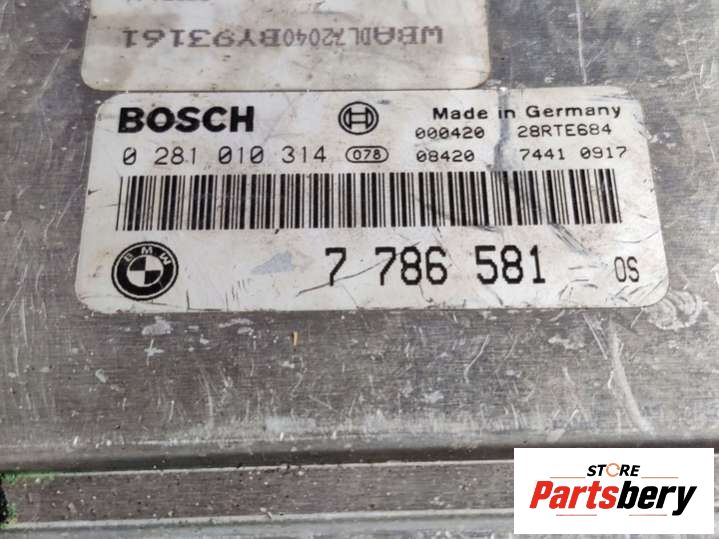 WBADL72040BY93161
BOSCH Made in Germany
000420 28RTE684
0 281 010 314 078 08420 7441 0917
BMW 7 786 581 OS
STORE
Partsbery